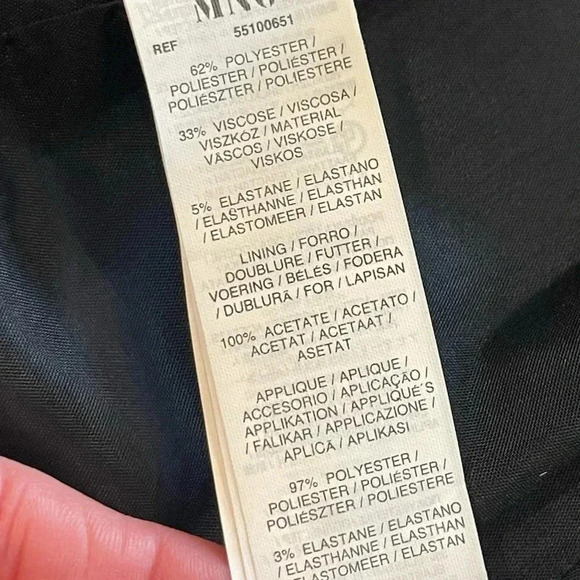 MNG
REF 55100651
62% POLYESTER /
POLIESTER / POLIÉSTER /
POLIÉSZTER / POLIESTERE
33% VISCOSE / VISCOSA /
VISZKÓZ / MATERIAL
VÂSCOS / VISKOSE /
VISKOS
5% ELASTANE / ELASTANO
/ ELASTHANNE / ELASTHAN
/ ELASTOMEER / ELASTAN
LINING / FORRO /
DOUBLURE / FUTTER /
VOERING / BÉLÉS / FODERA
/ DUBLURĂ / FOR / LAPISAN
100% ACETATE / ACETATO /
ACETAT / ACETAAT /
ASETAT
APPLIQUE / APLIQUE /
ACCESORIO / APLICAÇÃO /
APPLIKATION / APPLIQUÉ'S
/ FALIKAR / APPLICAZIONE /
APLICĂ / APLIKASI
97% POLYESTER /
POLIESTER / POLIÉSTER /
POLIÉSZTER / POLIESTERE
3% ELASTANE / ELASTANO
/ ELASTHANNE / ELASTHAN
ELASTOMEER / ELASTAN